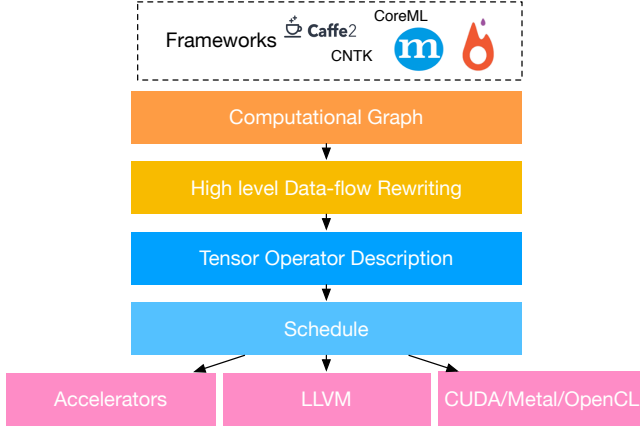 CoreML
Frameworks Caffe2
CNTK
m
Computational Graph
High level Data-flow Rewriting
Tensor Operator Description
Schedule
Accelerators LLVM CUDA/Metal/OpenCL